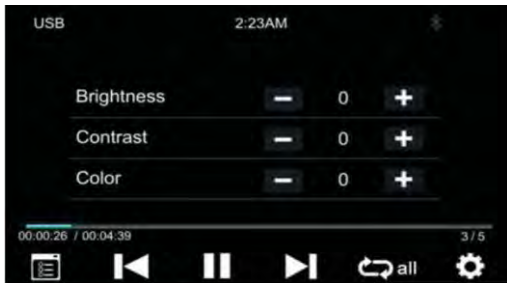 USB 2:23AM
Brightness 0
Contrast 0
Color 0
00:00:26 / 00:04:39 3/5
all